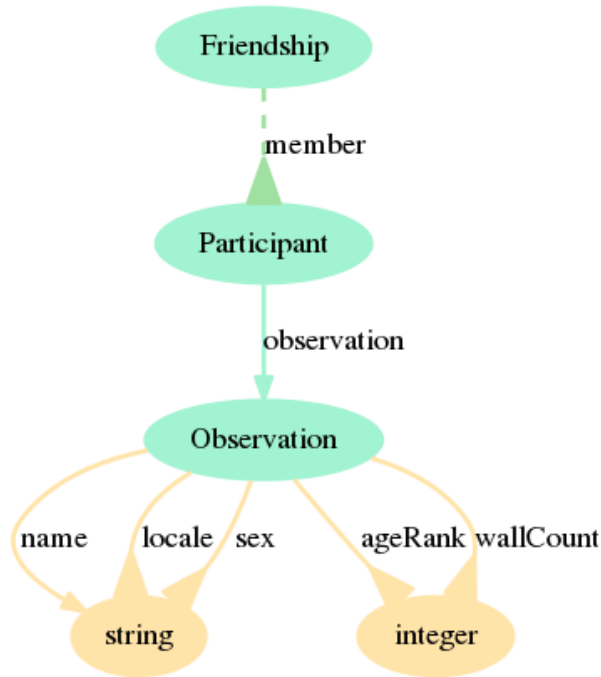 Friendship
member
Participant
observation
Observation
name
locale
sex
ageRank
wallCount
string
integer